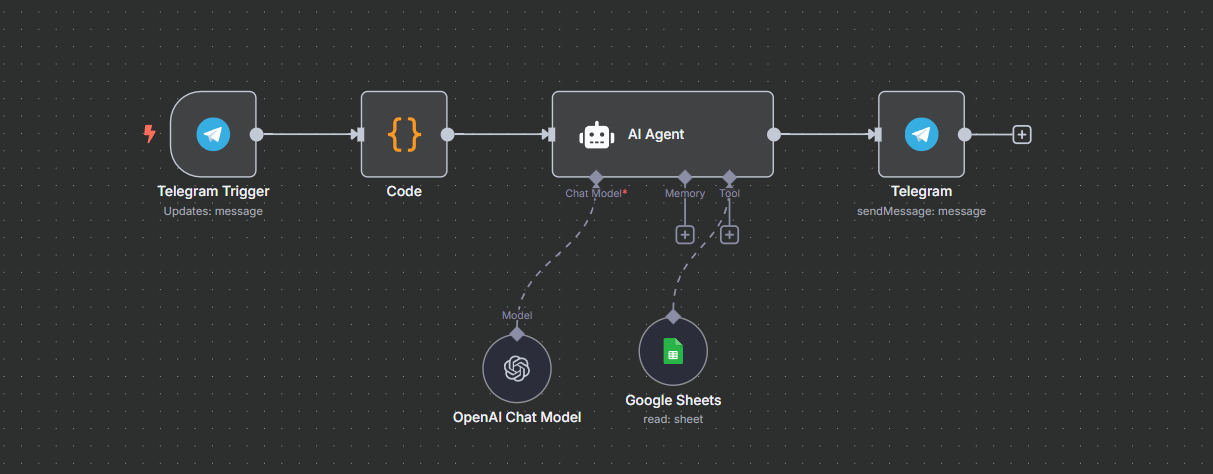 AI Agent
Telegram Trigger
Updates: message
Code
Chat Model*
Memory
Tool
Telegram
sendMessage: message
Model
OpenAI Chat Model
Google Sheets
read: sheet